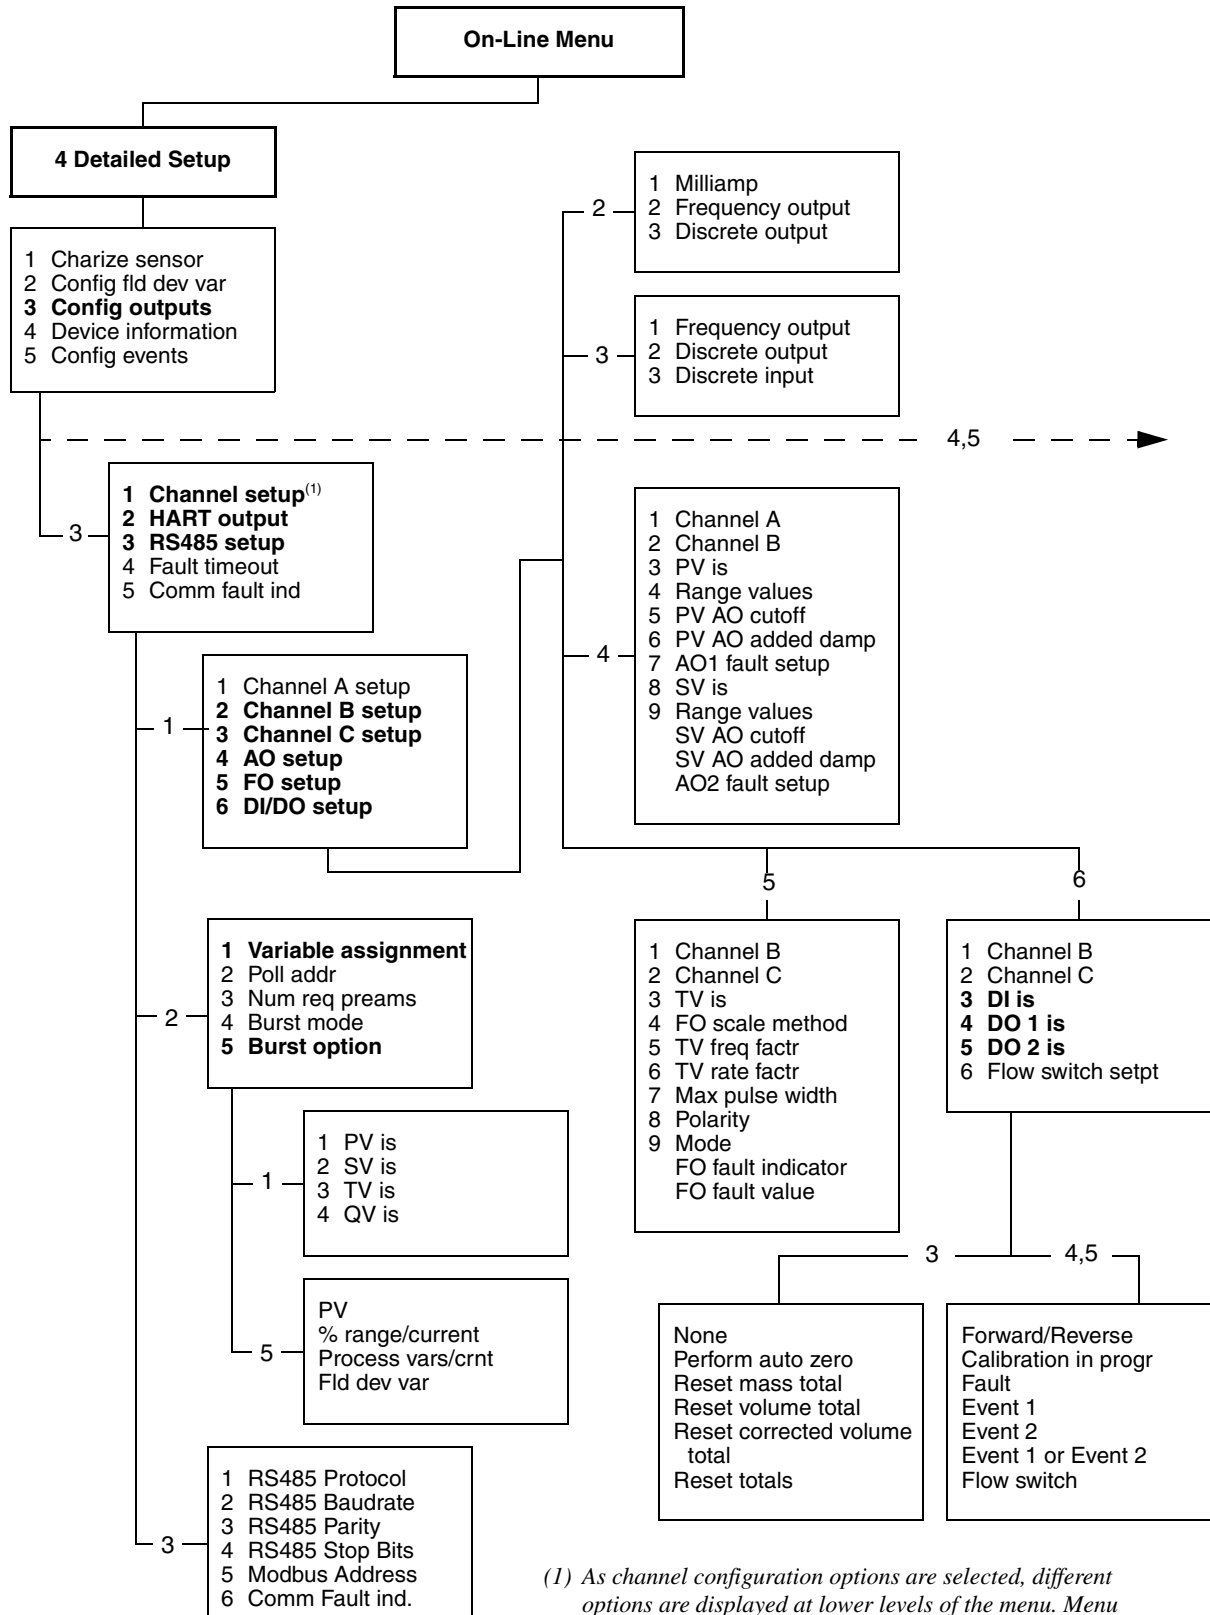 On-Line Menu
4 Detailed Setup
1 Charize sensor
2 Config fld dev var
3 Config outputs
4 Device information
5 Config events
2
1 Milliamp
2 Frequency output
3 Discrete output
3
1 Frequency output
2 Discrete output
3 Discrete input
4,5
3
1 Channel setup(1)
2 HART output
3 RS485 setup
4 Fault timeout
5 Comm fault ind
1
1 Channel A setup
2 Channel B setup
3 Channel C setup
4 AO setup
5 FO setup
6 DI/DO setup
4
1 Channel A
2 Channel B
3 PV is
4 Range values
5 PV AO cutoff
6 PV AO added damp
7 AO1 fault setup
8 SV is
9 Range values
SV AO cutoff
SV AO added damp
AO2 fault setup
5
6
2
1 Variable assignment
2 Poll addr
3 Num req preams
4 Burst mode
5 Burst option
1 Channel B
2 Channel C
3 TV is
4 FO scale method
5 TV freq factr
6 TV rate factr
7 Max pulse width
8 Polarity
9 Mode
FO fault indicator
FO fault value
1 Channel B
2 Channel C
3 DI is
4 DO 1 is
5 DO 2 is
6 Flow switch setpt
1
1 PV is
2 SV is
3 TV is
4 QV is
3
4,5
5
PV
% range/current
Process vars/crnt
Fld dev var
None
Perform auto zero
Reset mass total
Reset volume total
Reset corrected volume
total
Reset totals
Forward/Reverse
Calibration in progr
Fault
Event 1
Event 2
Event 1 or Event 2
Flow switch
3
1 RS485 Protocol
2 RS485 Baudrate
3 RS485 Parity
4 RS485 Stop Bits
5 Modbus Address
6 Comm Fault ind.
(1) As channel configuration options are selected, different
options are displayed at lower levels of the menu. Menu